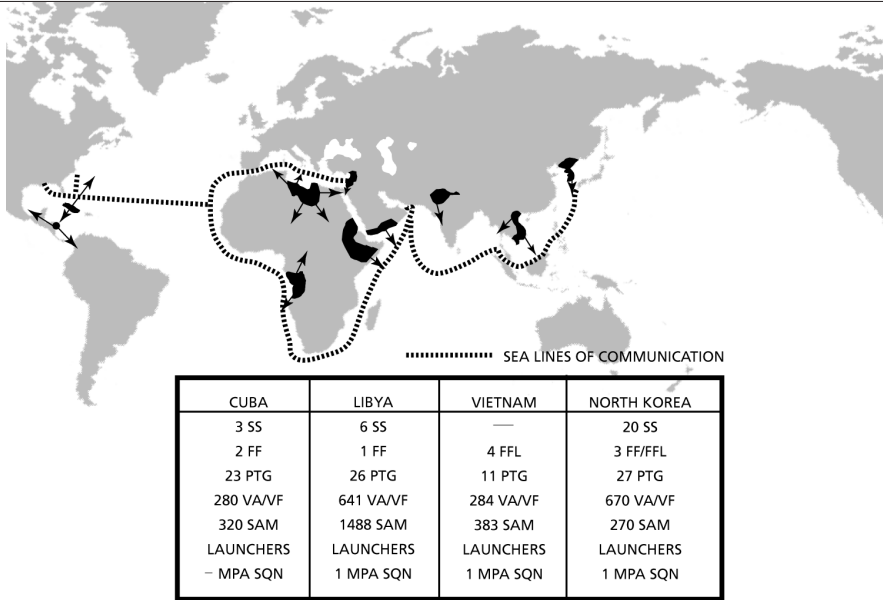 SEA LINES OF COMMUNICATION
CUBA LIBYA VIETNAM NORTH KOREA
3 SS 6 SS — 20 SS
2 FF 1 FF 4 FFL 3 FF/FFL
23 PTG 26 PTG 11 PTG 27 PTG
280 VA/VF 641 VA/VF 284 VA/VF 670 VA/VF
320 SAM 1488 SAM 383 SAM 270 SAM
LAUNCHERS LAUNCHERS LAUNCHERS LAUNCHERS
– MPA SQN 1 MPA SQN 1 MPA SQN 1 MPA SQN